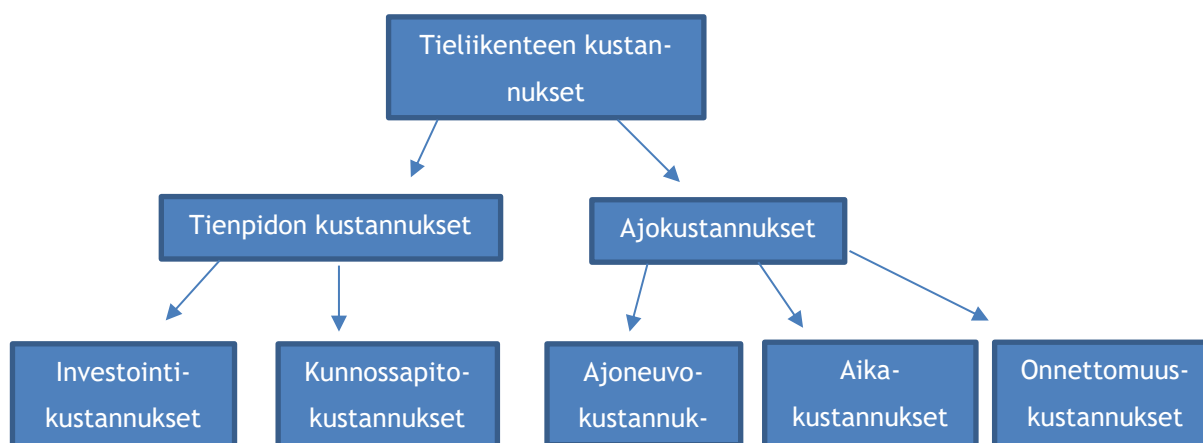 Tieliikenteen kustan-
nukset
Tienpidon kustannukset
Ajokustannukset
Investointi-
kustannukset
Kunnossapito-
kustannukset
Ajoneuvo-
kustannuk-
Aika-
kustannukset
Onnettomuus-
kustannukset